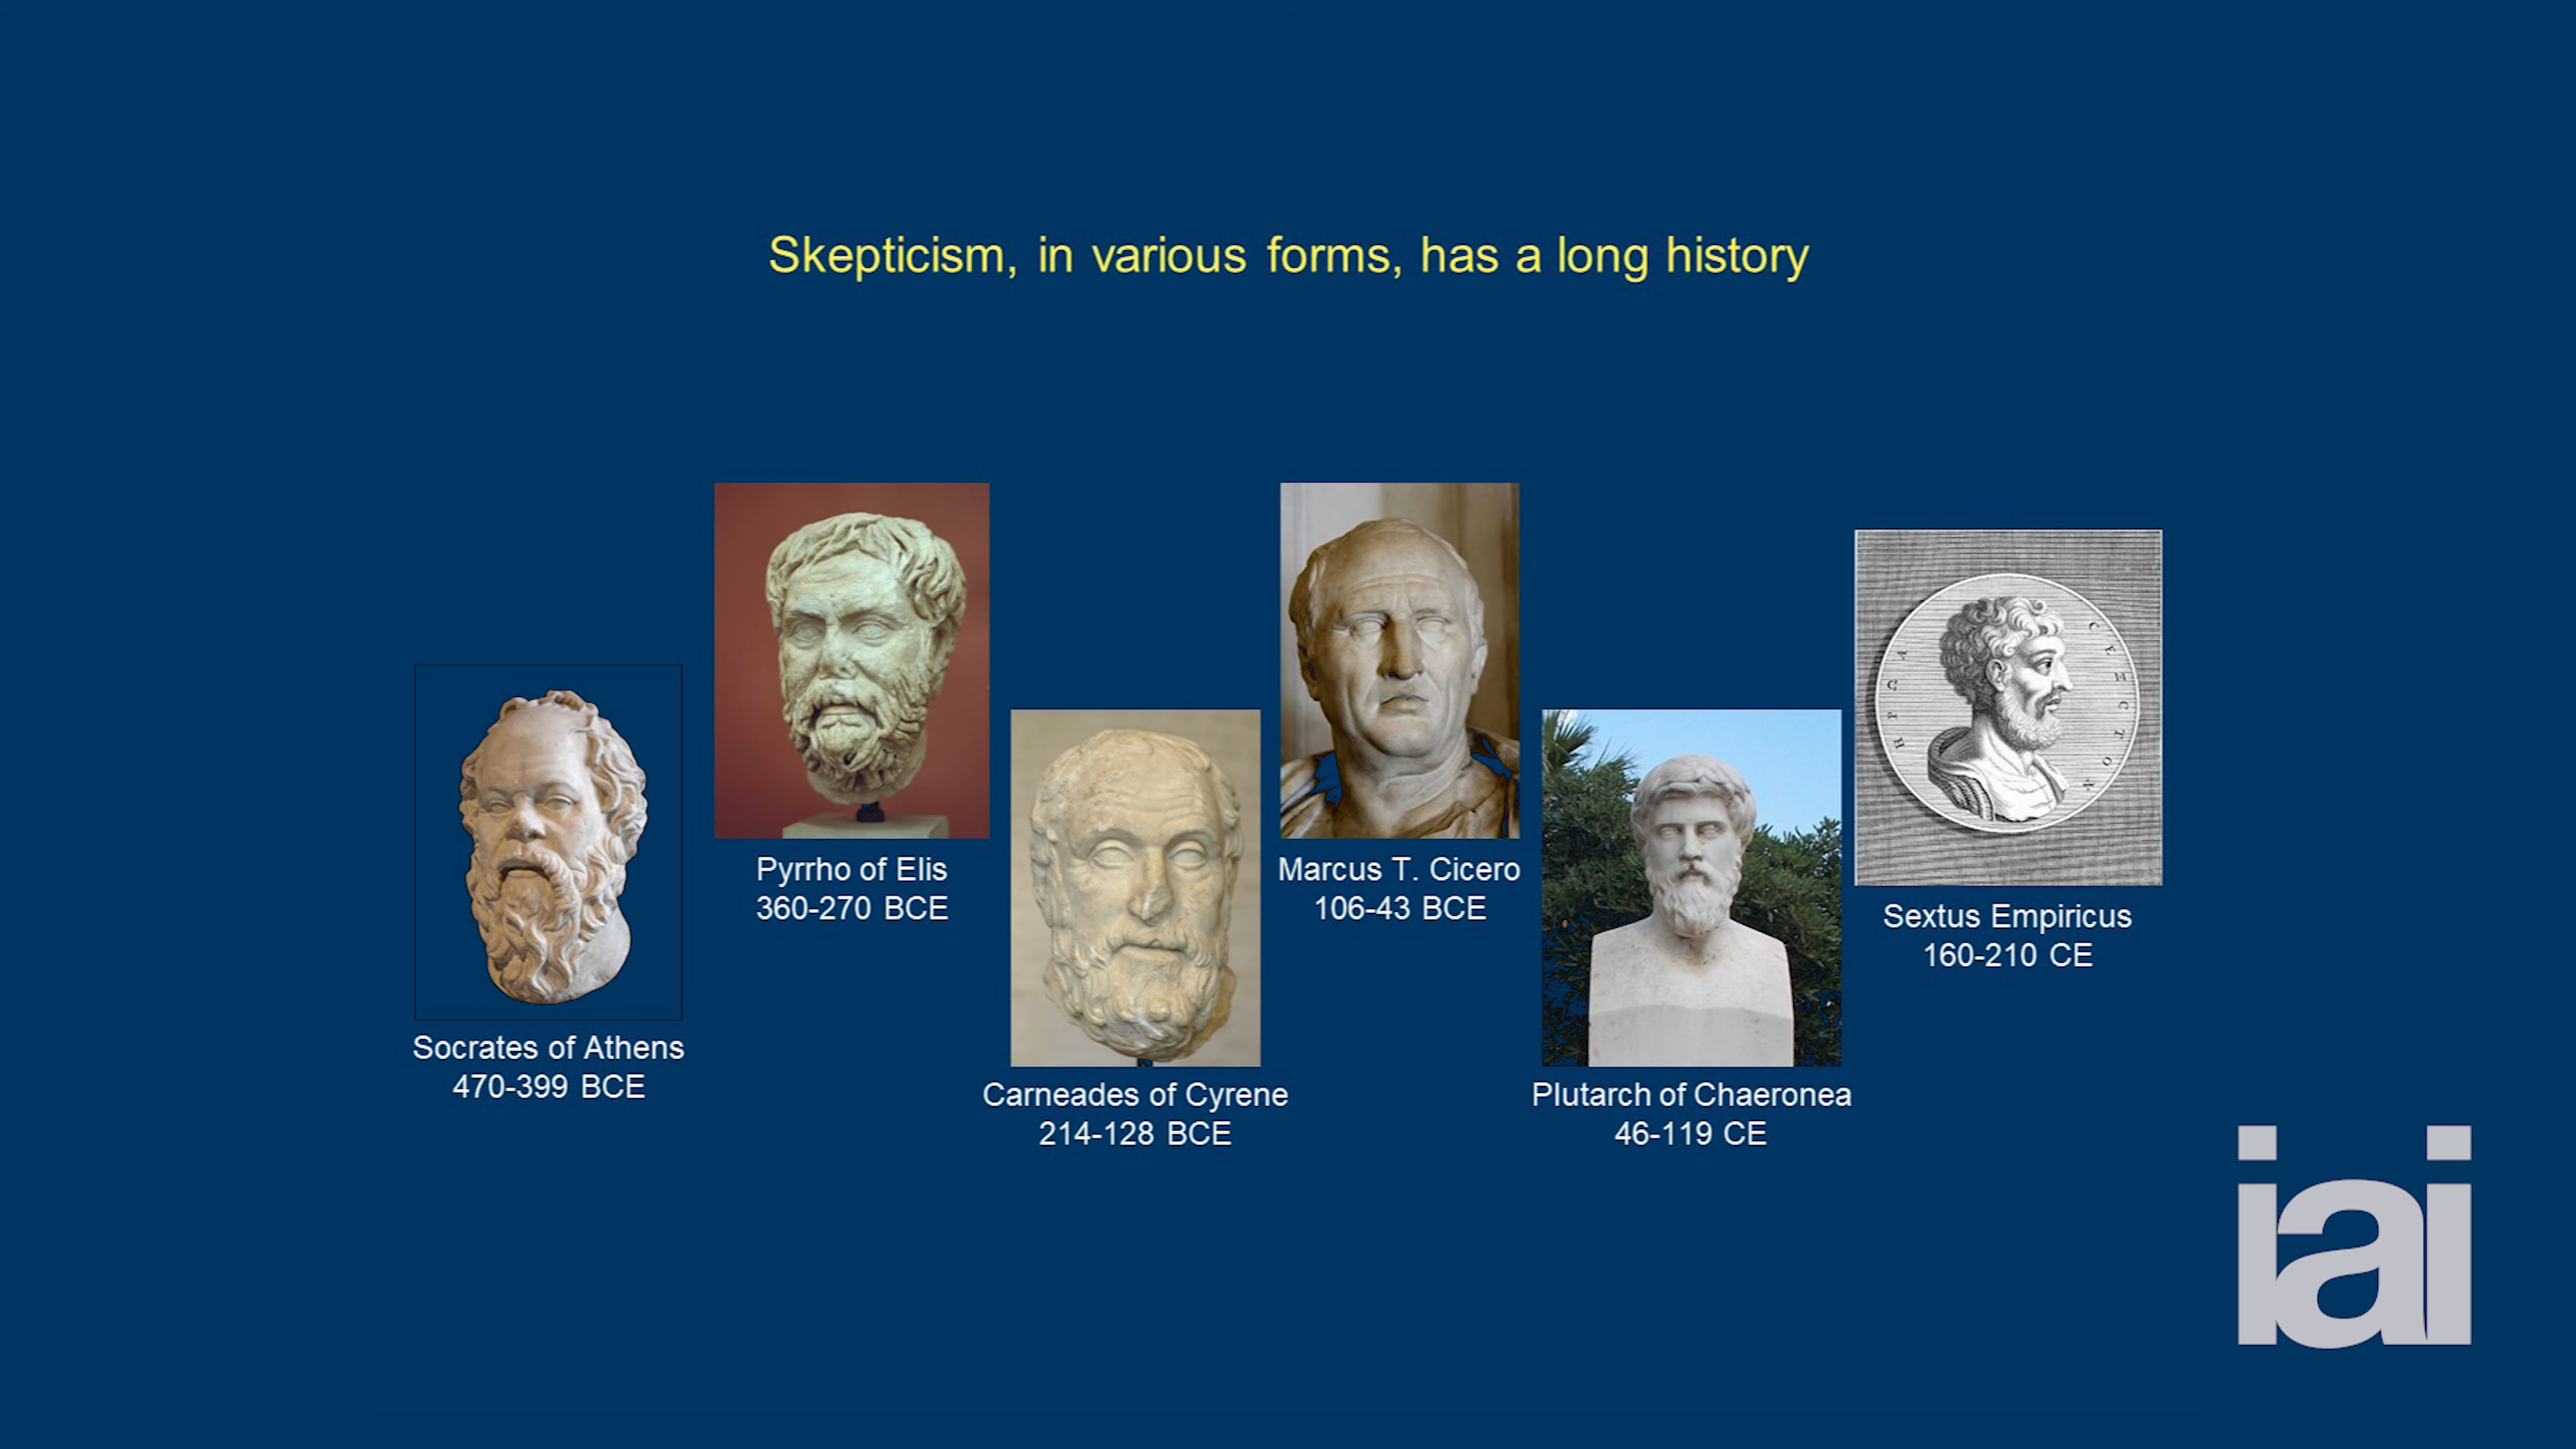 Skepticism, in various forms, has a long history
Socrates of Athens
470-399 BCE
Pyrrho of Elis
360-270 BCE
Carneades of Cyrene
214-128 BCE
Marcus T. Cicero
106-43 BCE
Plutarch of Chaeronea
46-119 CE
Sextus Empiricus
160-210 CE
iai